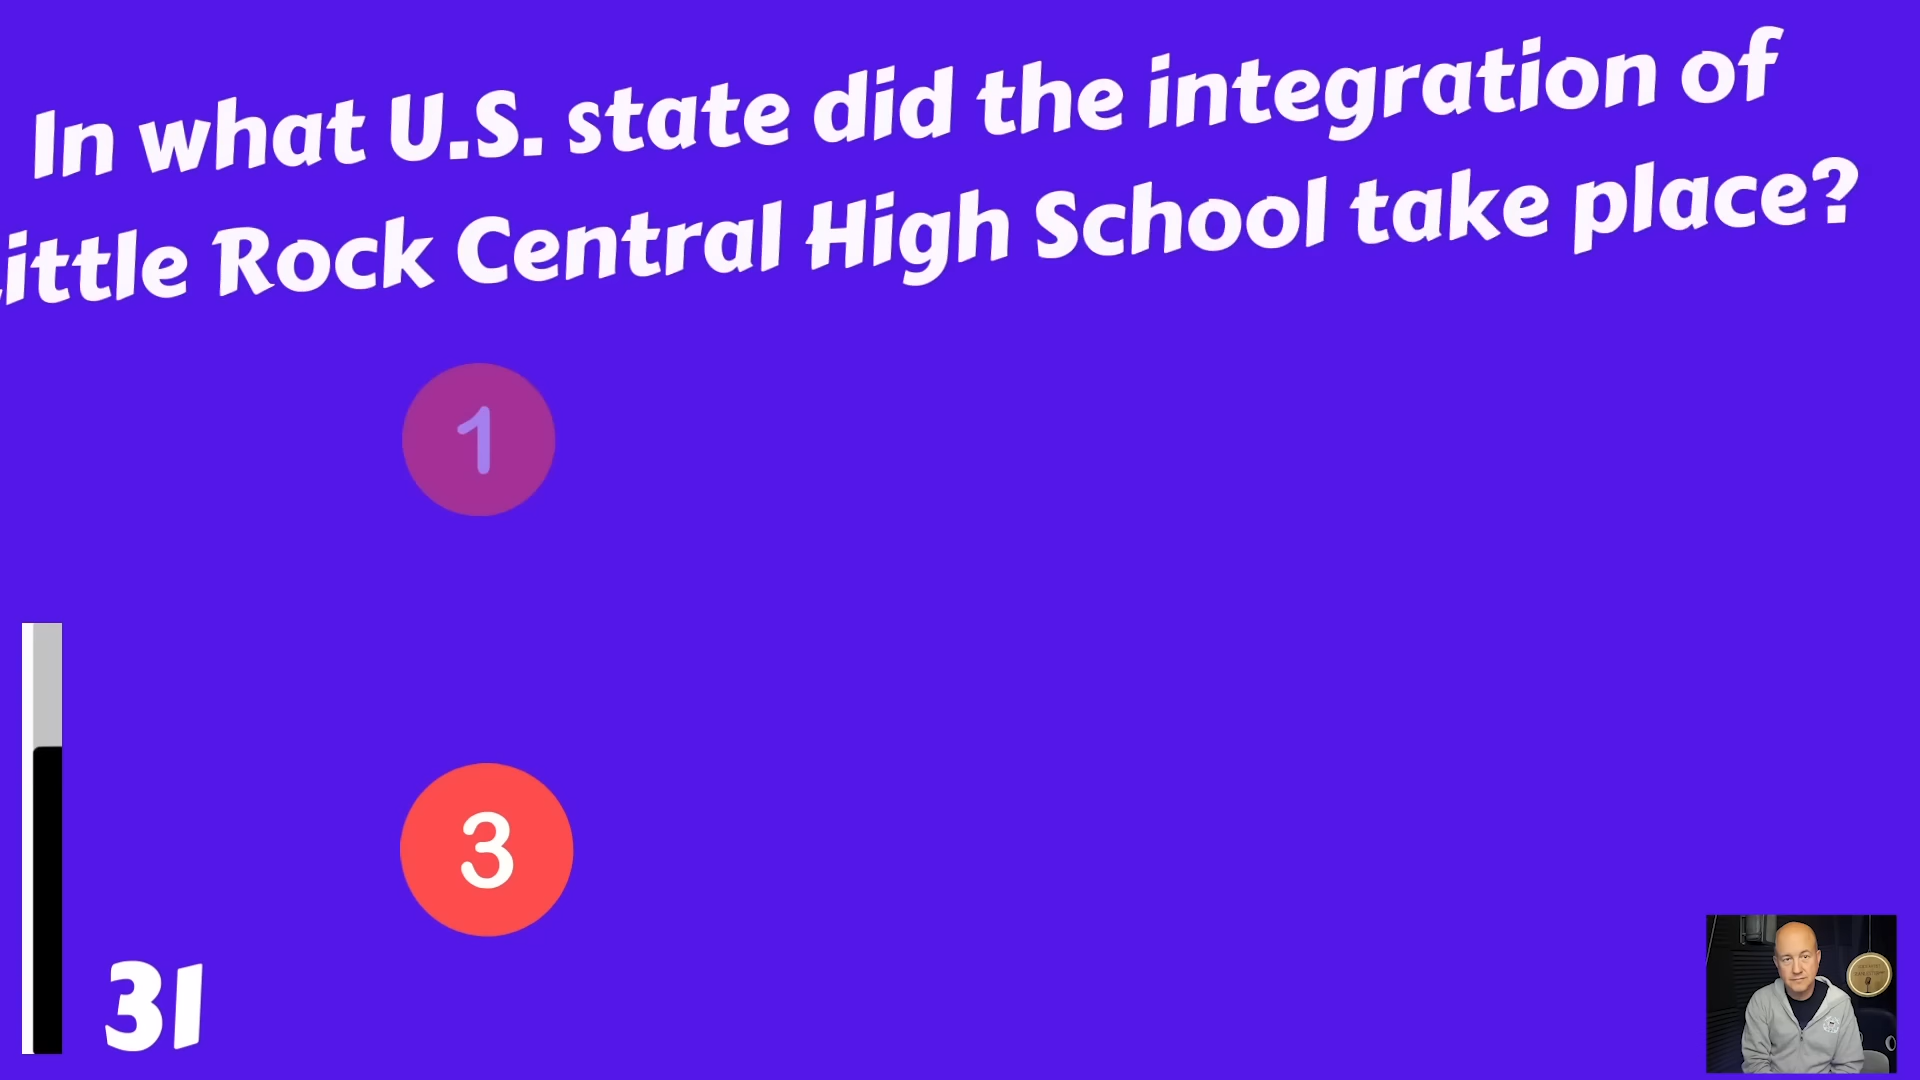 In what U.S. state did the integration of
ittle Rock Central High School take place?
1
3
31